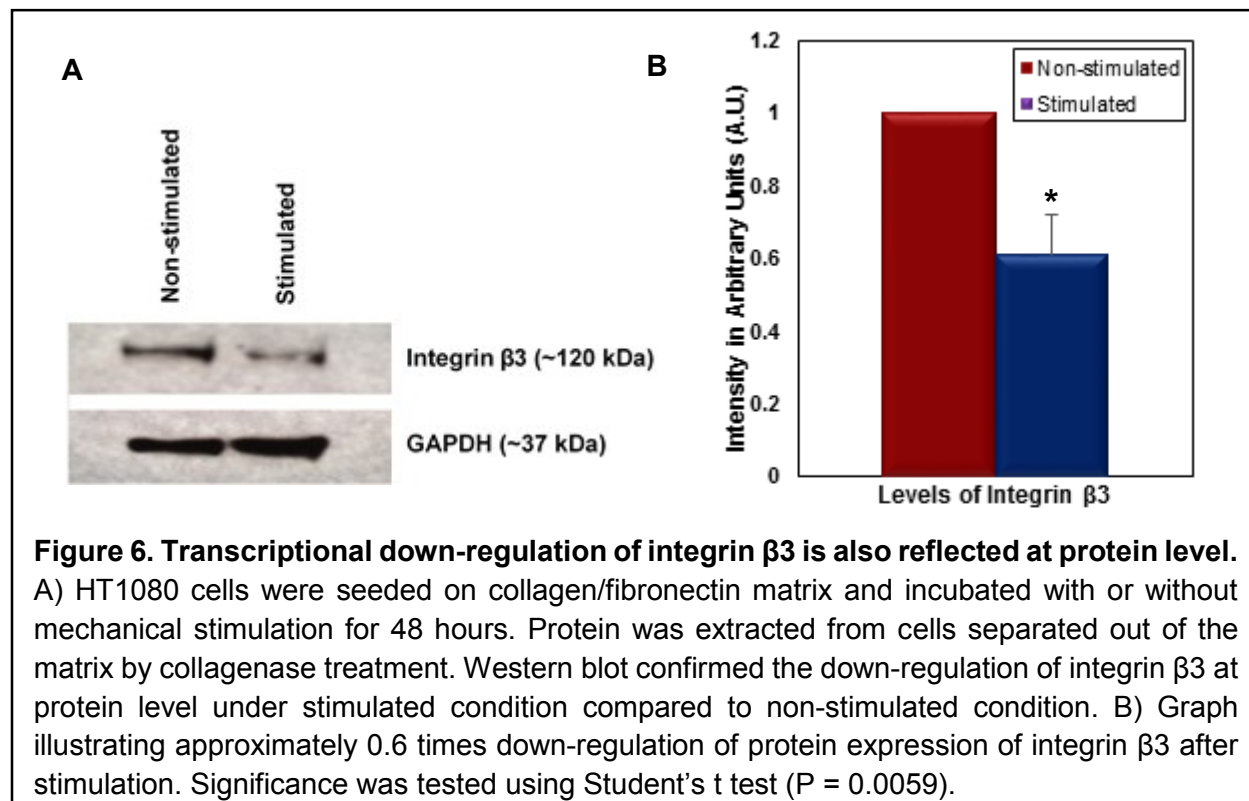 A
Non-stimulated
Stimulated
Integrin β3 (~120 kDa)
GAPDH (~37 kDa)
B
Intensity in Arbitrary Units (A.U.)
1.2
1
0.8
0.6
0.4
0.2
0
Non-stimulated
Stimulated
*
Levels of Integrin β3
Figure 6. Transcriptional down-regulation of integrin β3 is also reflected at protein level.
A) HT1080 cells were seeded on collagen/fibronectin matrix and incubated with or without
mechanical stimulation for 48 hours. Protein was extracted from cells separated out of the
matrix by collagenase treatment. Western blot confirmed the down-regulation of integrin β3 at
protein level under stimulated condition compared to non-stimulated condition. B) Graph
illustrating approximately 0.6 times down-regulation of protein expression of integrin β3 after
stimulation. Significance was tested using Student’s t test (P = 0.0059).